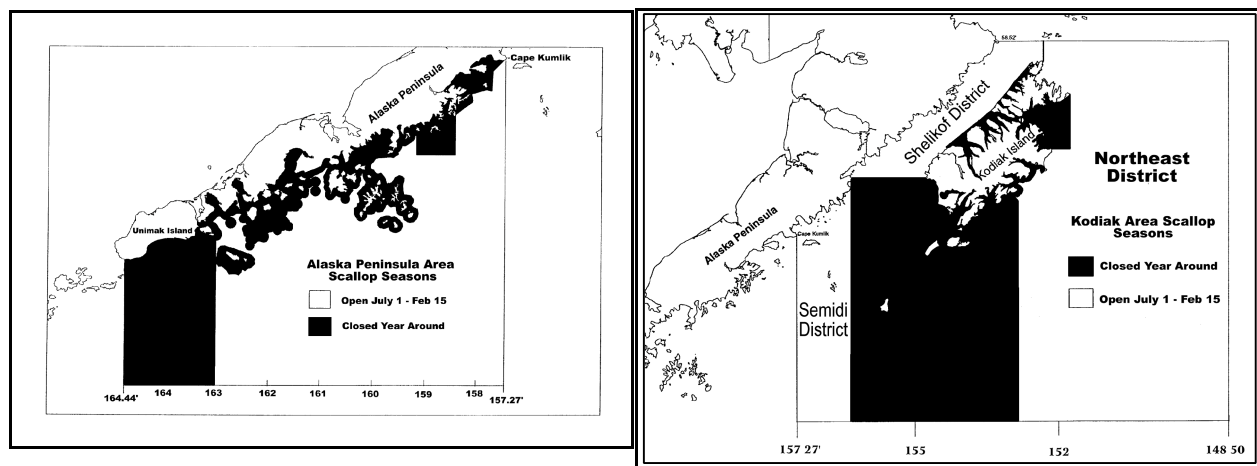 Cape Kumlik
Alaska Peninsula
Unimak Island
Alaska Peninsula Area
Scallop Seasons
Open July 1 - Feb 15
Closed Year Around
164.44'
164
163
162
161
160
159
158
157.27'
58.52'
Shelikof District
Kodiak Island
Northeast
District
Alaska Peninsula
Cape Kumlik
Kodiak Area Scallop
Seasons
Closed Year Around
Open July 1 - Feb 15
Semidi
District
157 27'
155
152
148 50